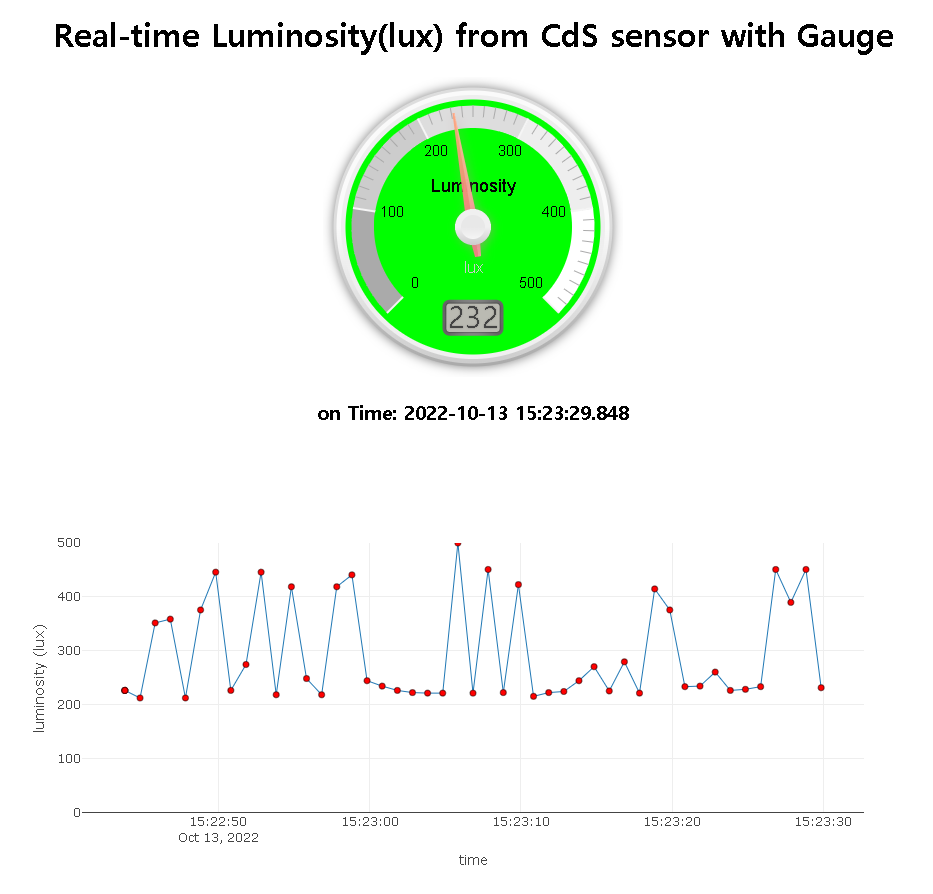 Real-time Luminosity(lux) from CdS sensor with Gauge
200 300
Luminosity
100 400
lux
0 500
232
on Time: 2022-10-13 15:23:29.848
500
400
300
200
100
0
luminosity (lux)
15:22:50 15:23:00 15:23:10 15:23:20 15:23:30
Oct 13, 2022
time